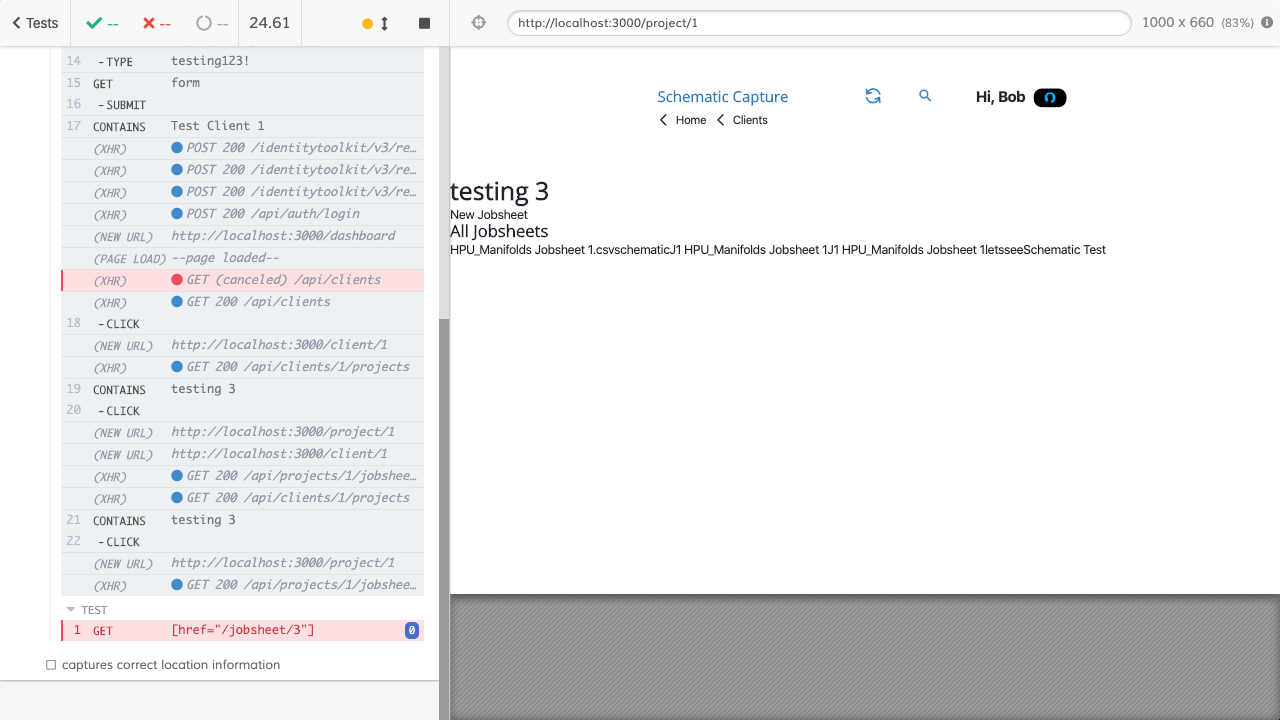 Tests -- -- -- 24.61 http://localhost:3000/project/1 1000 x 660 (83%)
14 - TYPE testing123!
15 GET form
16 - SUBMIT
17 CONTAINS Test Client 1
(XHR) POST 200 /identitytoolkit/v3/re...
(XHR) POST 200 /identitytoolkit/v3/re...
(XHR) POST 200 /identitytoolkit/v3/re...
(XHR) POST 200 /api/auth/login
(NEW URL) http://localhost:3000/dashboard
(PAGE LOAD) --page loaded--
(XHR) GET (canceled) /api/clients
(XHR) GET 200 /api/clients
18 - CLICK
(NEW URL) http://localhost:3000/client/1
(XHR) GET 200 /api/clients/1/projects
19 CONTAINS testing 3
20 - CLICK
(NEW URL) http://localhost:3000/project/1
(NEW URL) http://localhost:3000/client/1
(XHR) GET 200 /api/projects/1/jobshee...
(XHR) GET 200 /api/clients/1/projects
21 CONTAINS testing 3
22 - CLICK
(NEW URL) http://localhost:3000/project/1
(XHR) GET 200 /api/projects/1/jobshee...
TEST
1 GET [href="/jobsheet/3"] 0
captures correct location information
Schematic Capture Hi, Bob
Home Clients
testing 3
New Jobsheet
All Jobsheets
HPU_Manifolds Jobsheet 1.csvschematicJ1 HPU_Manifolds Jobsheet 1J1 HPU_Manifolds Jobsheet 1letsseeSchematic Test